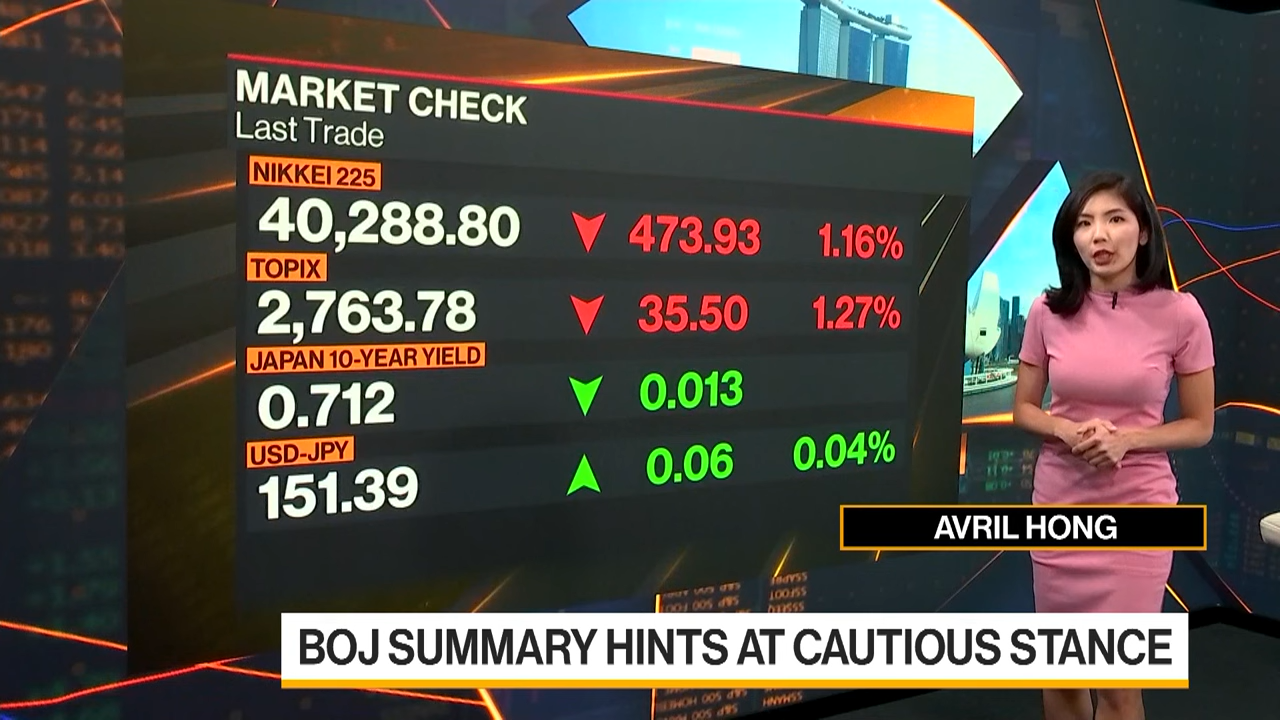 MARKET CHECK
Last Trade
NIKKEI 225
40,288.80 ▼ 473.93 1.16%
TOPIX
2,763.78 ▼ 35.50 1.27%
JAPAN 10-YEAR YIELD
0.712 ▼ 0.013
USD-JPY
151.39 ▲ 0.06 0.04%
AVRIL HONG
BOJ SUMMARY HINTS AT CAUTIOUS STANCE